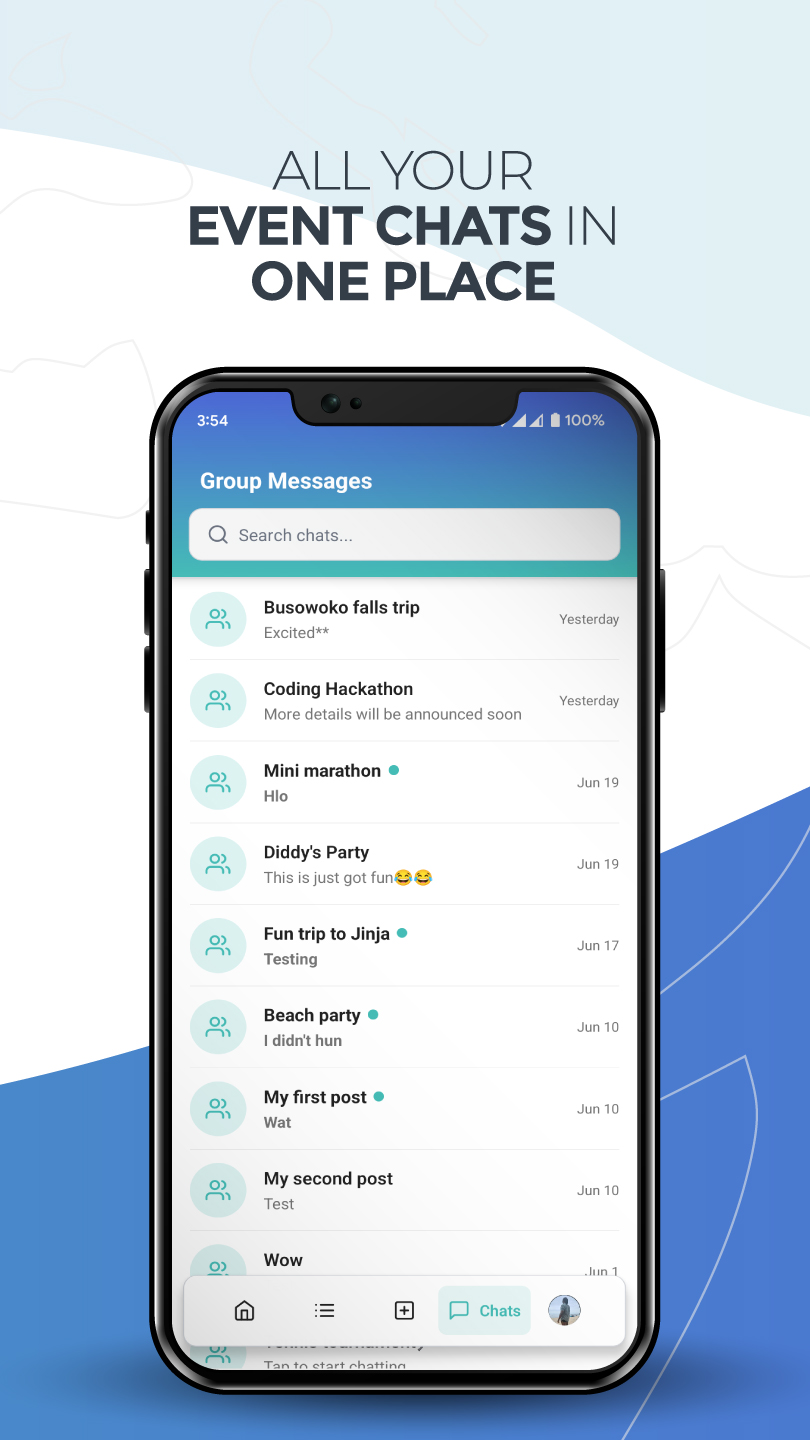 ALL YOUR
EVENT CHATS IN
ONE PLACE
3:54
100%
Group Messages
Search chats...
Busowoko falls trip
Yesterday
Excited**
Coding Hackathon
Yesterday
More details will be announced soon
Mini marathon
Jun 19
Hlo
Diddy's Party
Jun 19
This is just got fun😂😂
Fun trip to Jinja
Jun 17
Testing
Beach party
Jun 10
I didn't hun
My first post
Jun 10
Wat
My second post
Jun 10
Test
Wow
Jun 1
Chats
Tap to start chatting